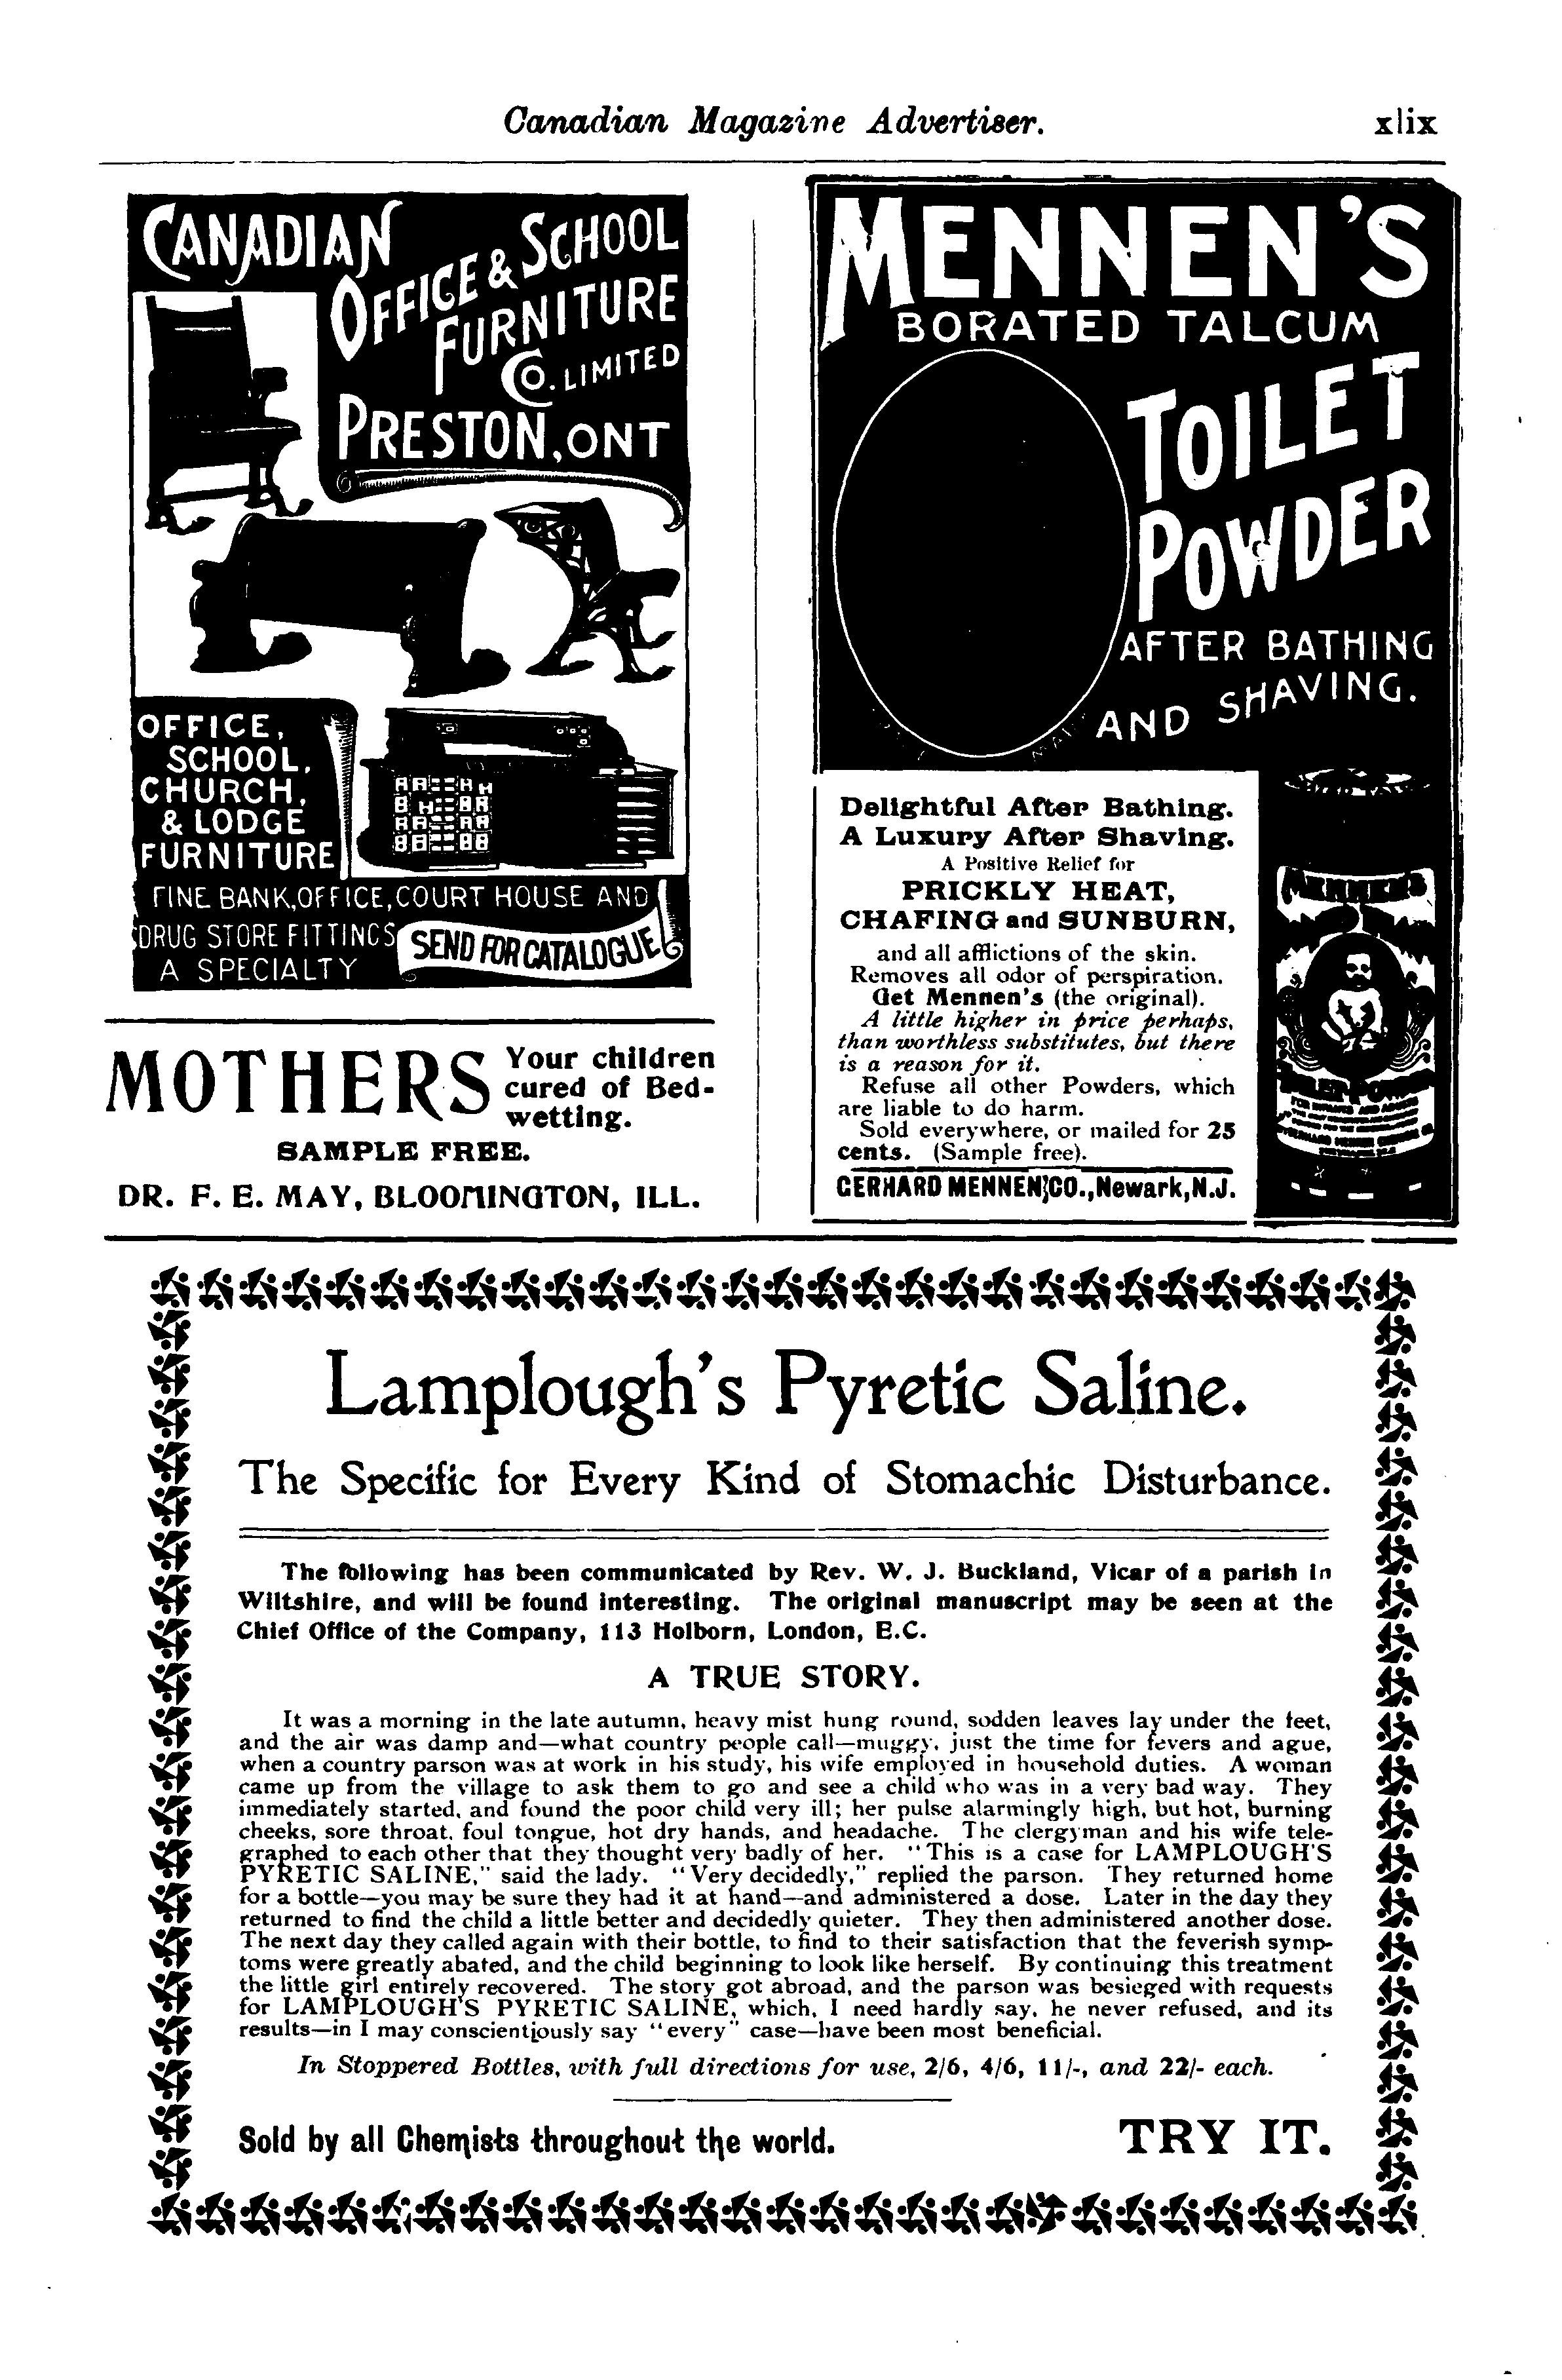 Canadian Magazine Advertiser. xlix
CANADIAN
OFFICE & SCHOOL
FURNITURE
CO. LIMITED
PRESTON, ONT
OFFICE,
SCHOOL,
CHURCH,
& LODGE
FURNITURE
FINE BANK, OFFICE, COURT HOUSE AND
DRUG STORE FITTINGS
A SPECIALTY
SEND FOR CATALOGUE
MOTHERS Your children
cured of Bed-
wetting.
SAMPLE FREE.
DR. F. E. MAY, BLOOMINGTON, ILL.
MENNEN'S
BORATED TALCUM
TOILET
POWDER
AFTER BATHING
AND SHAVING.
Delightful After Bathing.
A Luxury After Shaving.
A Positive Relief for
PRICKLY HEAT,
CHAFING and SUNBURN,
and all afflictions of the skin.
Removes all odor of perspiration.
Get Mennen's (the original).
A little higher in price perhaps,
than worthless substitutes, but there
is a reason for it.
Refuse all other Powders, which
are liable to do harm.
Sold everywhere, or mailed for 25
cents. (Sample free).
GERHARD MENNEN CO., Newark, N.J.
MENNEN'S
Lamplough's Pyretic Saline.
The Specific for Every Kind of Stomachic Disturbance.
The following has been communicated by Rev. W. J. Buckland, Vicar of a parish in
Wiltshire, and will be found interesting. The original manuscript may be seen at the
Chief Office of the Company, 113 Holborn, London, E.C.
A TRUE STORY.
It was a morning in the late autumn, heavy mist hung round, sodden leaves lay under the feet,
and the air was damp and—what country people call—muggy, just the time for fevers and ague,
when a country parson was at work in his study, his wife employed in household duties. A woman
came up from the village to ask them to go and see a child who was in a very bad way. They
immediately started, and found the poor child very ill; her pulse alarmingly high, but hot, burning
cheeks, sore throat, foul tongue, hot dry hands, and headache. The clergyman and his wife tele-
graphed to each other that they thought very badly of her. "This is a case for LAMPLOUGH'S
PYRETIC SALINE," said the lady. "Very decidedly," replied the parson. They returned home
for a bottle—you may be sure they had it at hand—and administered a dose. Later in the day they
returned to find the child a little better and decidedly quieter. They then administered another dose.
The next day they called again with their bottle, to find to their satisfaction that the feverish symp-
toms were greatly abated, and the child beginning to look like herself. By continuing this treatment
the little girl entirely recovered. The story got abroad, and the parson was besieged with requests
for LAMPLOUGH'S PYRETIC SALINE, which, I need hardly say, he never refused, and its
results—in I may conscientiously say "every" case—have been most beneficial.
In Stoppered Bottles, with full directions for use, 2/6, 4/6, 11/-, and 22/- each.
Sold by all Chemists throughout the world. TRY IT.